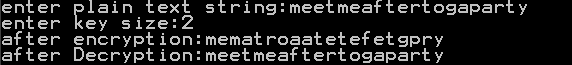 enter plain text string:meetmeaftertogaparty
enter key size:2
after encryption:mematroaatetefetgpry
after Decryption:meetmeaftertogaparty